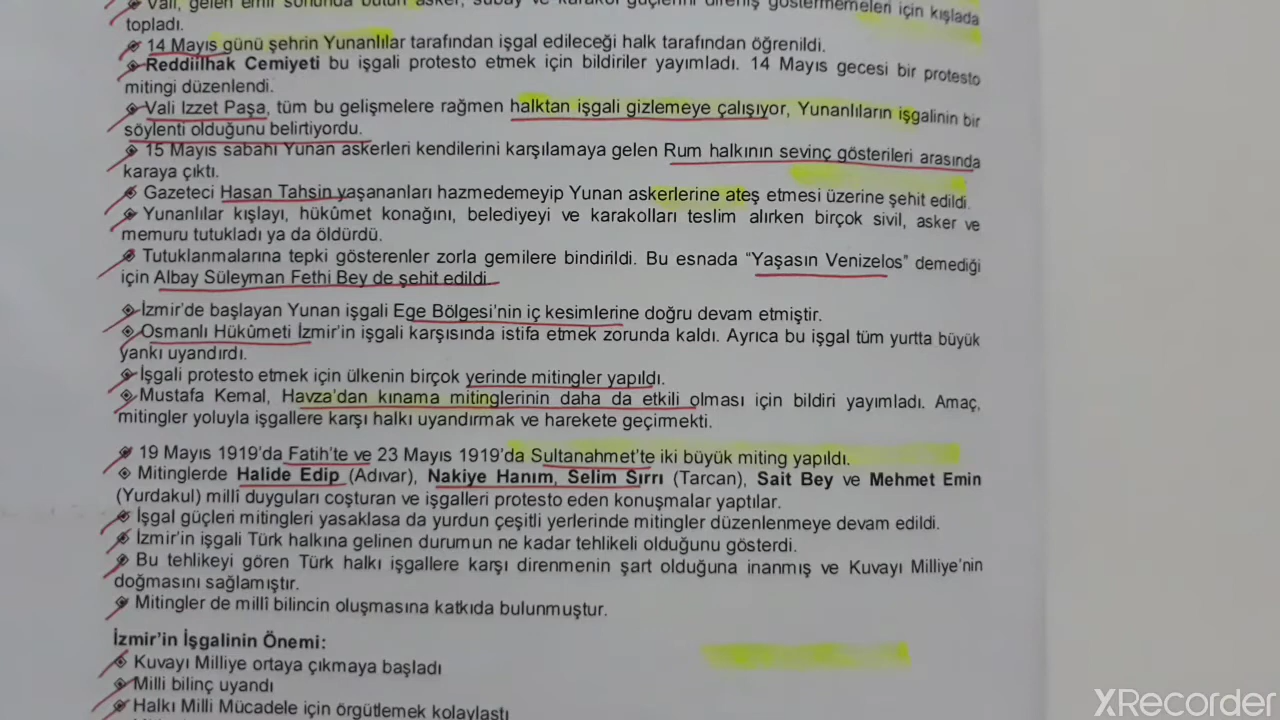 Vali, gelen emir sonunda bütün asker, subay ve karakol güçlerini direniş göstermemeleri için kışlada
topladı.
14 Mayıs günü şehrin Yunanlılar tarafından işgal edileceği halk tarafından öğrenildi.
Reddiilhak Cemiyeti bu işgali protesto etmek için bildiriler yayımladı. 14 Mayıs gecesi bir protesto
mitingi düzenlendi.
Vali Izzet Paşa, tüm bu gelişmelere rağmen halktan işgali gizlemeye çalışıyor, Yunanlıların işgalinin bir
söylenti olduğunu belirtiyordu.
15 Mayıs sabahı Yunan askerleri kendilerini karşılamaya gelen Rum halkının sevinç gösterileri arasında
karaya çıktı.
Gazeteci Hasan Tahsin yaşananları hazmedemeyip Yunan askerlerine ateş etmesi üzerine şehit edildi.
Yunanlılar kışlayı, hükûmet konağını, belediyeyi ve karakolları teslim alırken birçok sivil, asker ve
memuru tutukladı ya da öldürdü.
Tutuklanmalarına tepki gösterenler zorla gemilere bindirildi. Bu esnada "Yaşasın Venizelos" demediği
için Albay Süleyman Fethi Bey de şehit edildi.
İzmir'de başlayan Yunan işgali Ege Bölgesi'nin iç kesimlerine doğru devam etmiştir.
Osmanlı Hükûmeti İzmir'in işgali karşısında istifa etmek zorunda kaldı. Ayrıca bu işgal tüm yurtta büyük
yankı uyandırdı.
İşgali protesto etmek için ülkenin birçok yerinde mitingler yapıldı.
Mustafa Kemal, Havza'dan kınama mitinglerinin daha da etkili olması için bildiri yayımladı. Amaç,
mitingler yoluyla işgallere karşı halkı uyandırmak ve harekete geçirmekti.
19 Mayıs 1919'da Fatih'te ve 23 Mayıs 1919'da Sultanahmet'te iki büyük miting yapıldı.
Mitinglerde Halide Edip (Adıvar), Nakiye Hanım, Selim Sırrı (Tarcan), Sait Bey ve Mehmet Emin
(Yurdakul) millî duyguları coşturan ve işgalleri protesto eden konuşmalar yaptılar.
İşgal güçleri mitingleri yasaklasa da yurdun çeşitli yerlerinde mitingler düzenlenmeye devam edildi.
İzmir'in işgali Türk halkına gelinen durumun ne kadar tehlikeli olduğunu gösterdi.
Bu tehlikeyi gören Türk halkı işgallere karşı direnmenin şart olduğuna inanmış ve Kuvayı Milliye'nin
doğmasını sağlamıştır.
Mitingler de millî bilincin oluşmasına katkıda bulunmuştur.
İzmir'in İşgalinin Önemi:
Kuvayı Milliye ortaya çıkmaya başladı
Milli bilinç uyandı
Halkı Milli Mücadele için örgütlemek kolaylaştı
XRecorder